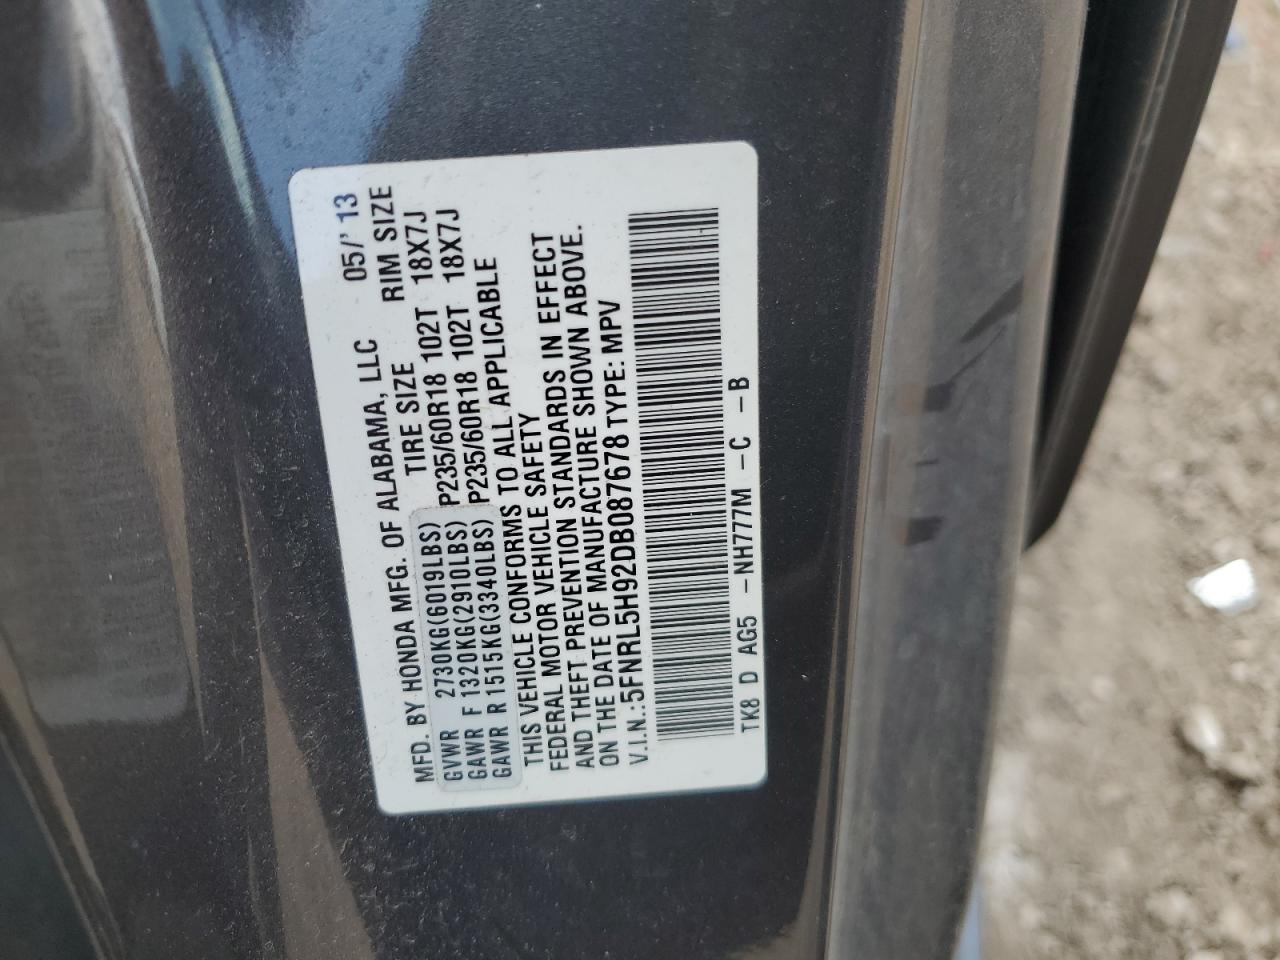 MFD. BY HONDA MFG. OF ALABAMA, LLC 05/'13
TIRE SIZE RIM SIZE
GVWR 2730KG(6019LBS)
GAWR F 1320KG(2910LBS) P235/60R18 102T 18X7J
GAWR R 1515KG(3340LBS) P235/60R18 102T 18X7J
THIS VEHICLE CONFORMS TO ALL APPLICABLE
FEDERAL MOTOR VEHICLE SAFETY
AND THEFT PREVENTION STANDARDS IN EFFECT
ON THE DATE OF MANUFACTURE SHOWN ABOVE.
V.I.N.:5FNRL5H92DB087678 TYPE: MPV
TK8 D AG5 -NH777M -C -B